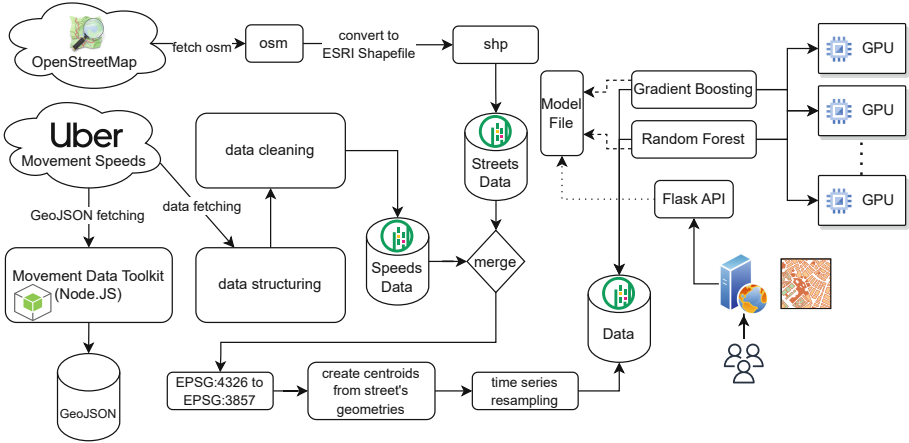 OpenStreetMap
fetch osm
osm
convert to
ESRI Shapefile
shp
Uber
Movement Speeds
GeoJSON fetching
data fetching
data cleaning
data structuring
Movement Data Toolkit
(Node.JS)
GeoJSON
Streets
Data
Speeds
Data
merge
EPSG:4326 to
EPSG:3857
create centroids
from street's
geometries
time series
resampling
Data
Model
File
Gradient Boosting
Random Forest
Flask API
GPU
GPU
GPU